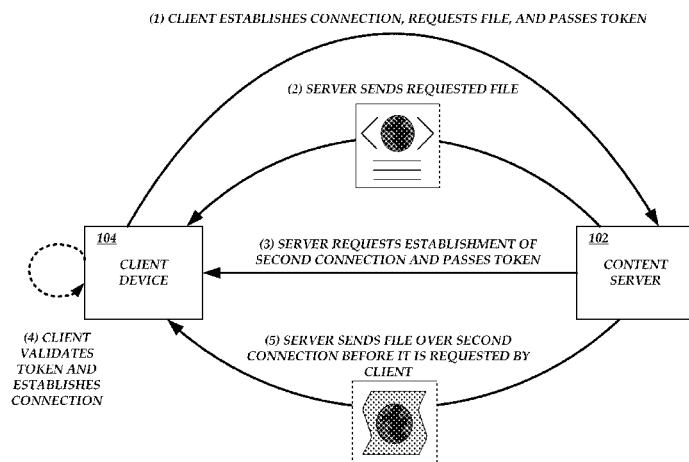 (1) CLIENT ESTABLISHES CONNECTION, REQUESTS FILE, AND PASSES TOKEN
(2) SERVER SENDS REQUESTED FILE
104
CLIENT
DEVICE
(3) SERVER REQUESTS ESTABLISHMENT OF
SECOND CONNECTION AND PASSES TOKEN
102
CONTENT
SERVER
(4) CLIENT
VALIDATES
TOKEN AND
ESTABLISHES
CONNECTION
(5) SERVER SENDS FILE OVER SECOND
CONNECTION BEFORE IT IS REQUESTED BY
CLIENT